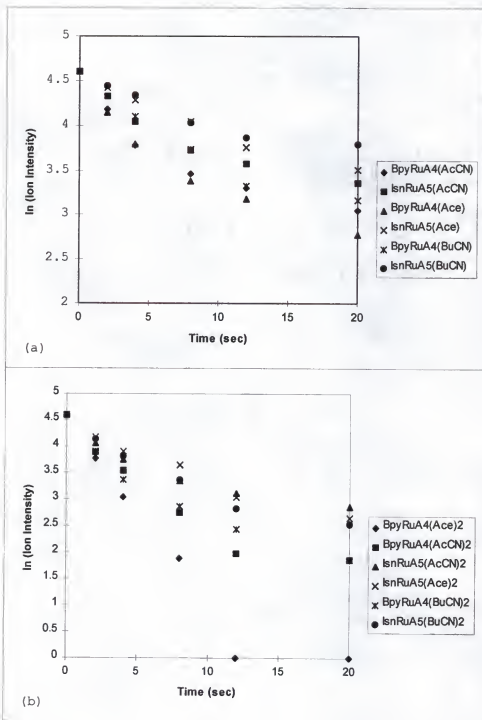 5
4.5
4
3.5
3
2.5
2
ln (Ion Intensity)
0
5
10
15
20
Time (sec)
BpyRuA4(AcCN)
IsnRuA5(AcCN)
BpyRuA4(Ace)
IsnRuA5(Ace)
BpyRuA4(BuCN)
IsnRuA5(BuCN)
(a)
5
4.5
4
3.5
3
2.5
2
1.5
1
0.5
0
ln (Ion Intensity)
0
5
10
15
20
Time (sec)
BpyRuA4(Ace)2
BpyRuA4(AcCN)2
IsnRuA5(AcCN)2
IsnRuA5(Ace)2
BpyRuA4(BuCN)2
IsnRuA5(BuCN)2
(b)